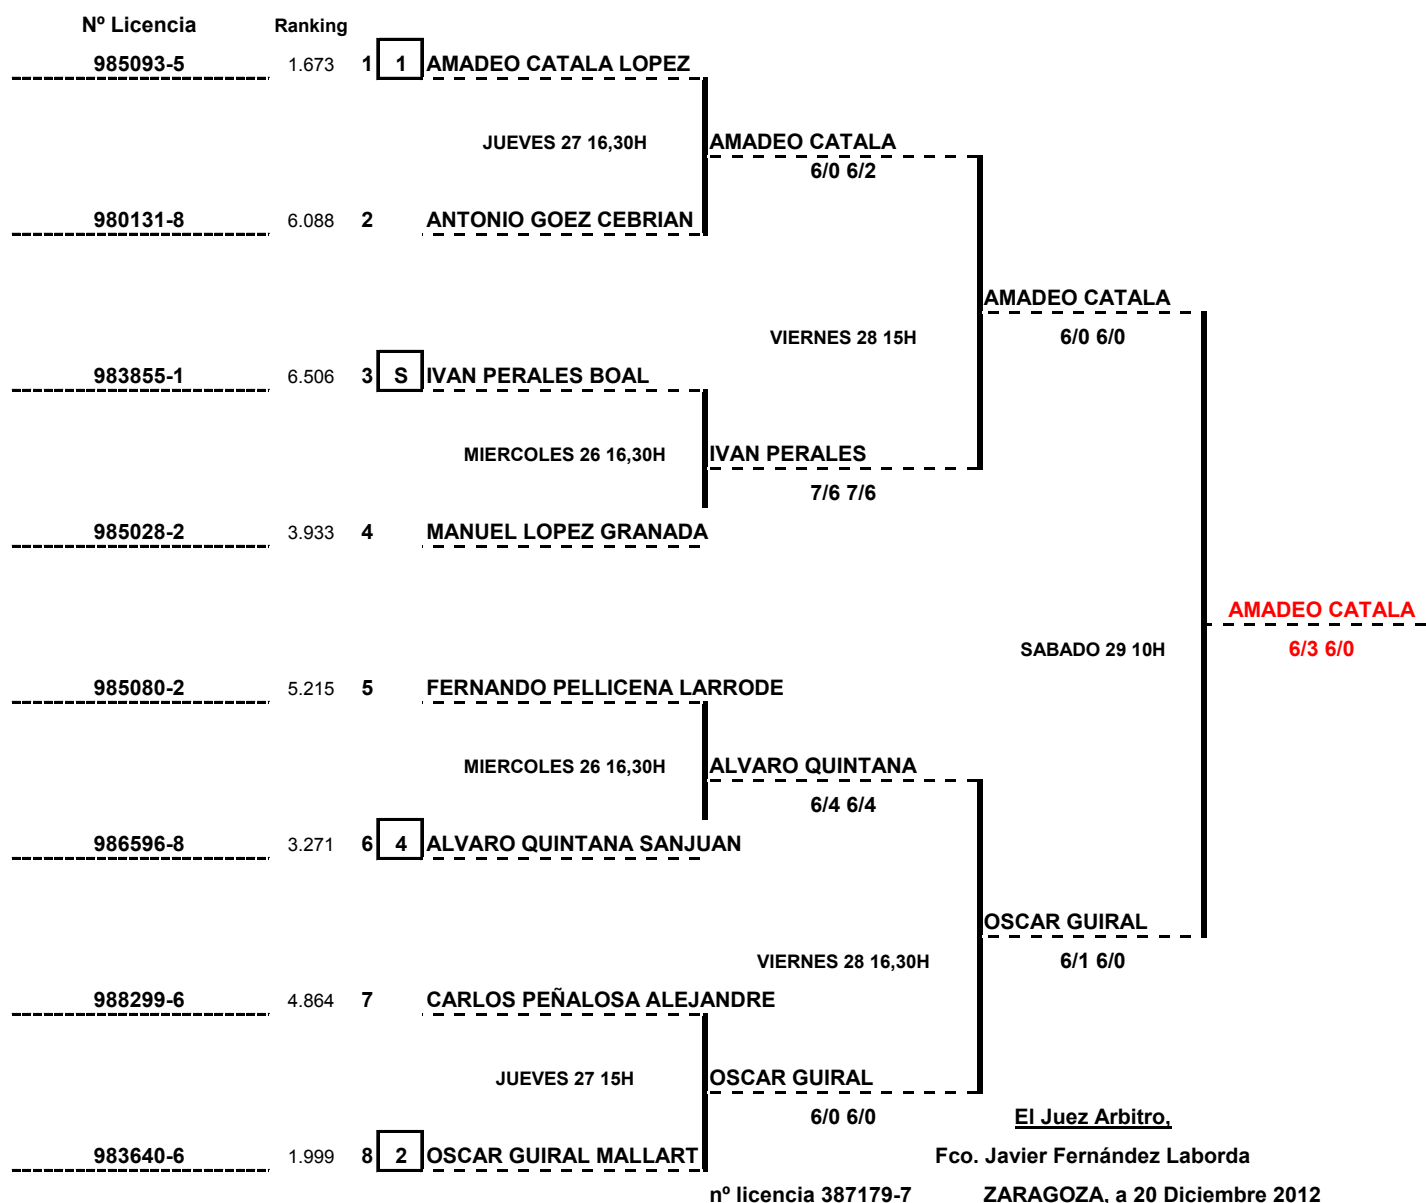 Nº Licencia Ranking
985093-5 1.673 1 1 AMADEO CATALA LOPEZ
JUEVES 27 16,30H AMADEO CATALA
6/0 6/2
980131-8 6.088 2 ANTONIO GOEZ CEBRIAN
AMADEO CATALA
VIERNES 28 15H 6/0 6/0
983855-1 6.506 3 S IVAN PERALES BOAL
MIERCOLES 26 16,30H IVAN PERALES
7/6 7/6
985028-2 3.933 4 MANUEL LOPEZ GRANADA
AMADEO CATALA
SABADO 29 10H 6/3 6/0
985080-2 5.215 5 FERNANDO PELLICENA LARRODE
MIERCOLES 26 16,30H ALVARO QUINTANA
6/4 6/4
986596-8 3.271 6 4 ALVARO QUINTANA SANJUAN
OSCAR GUIRAL
VIERNES 28 16,30H 6/1 6/0
988299-6 4.864 7 CARLOS PEÑALOSA ALEJANDRE
JUEVES 27 15H OSCAR GUIRAL
6/0 6/0 El Juez Arbitro,
983640-6 1.999 8 2 OSCAR GUIRAL MALLART Fco. Javier Fernández Laborda
nº licencia 387179-7 ZARAGOZA, a 20 Diciembre 2012